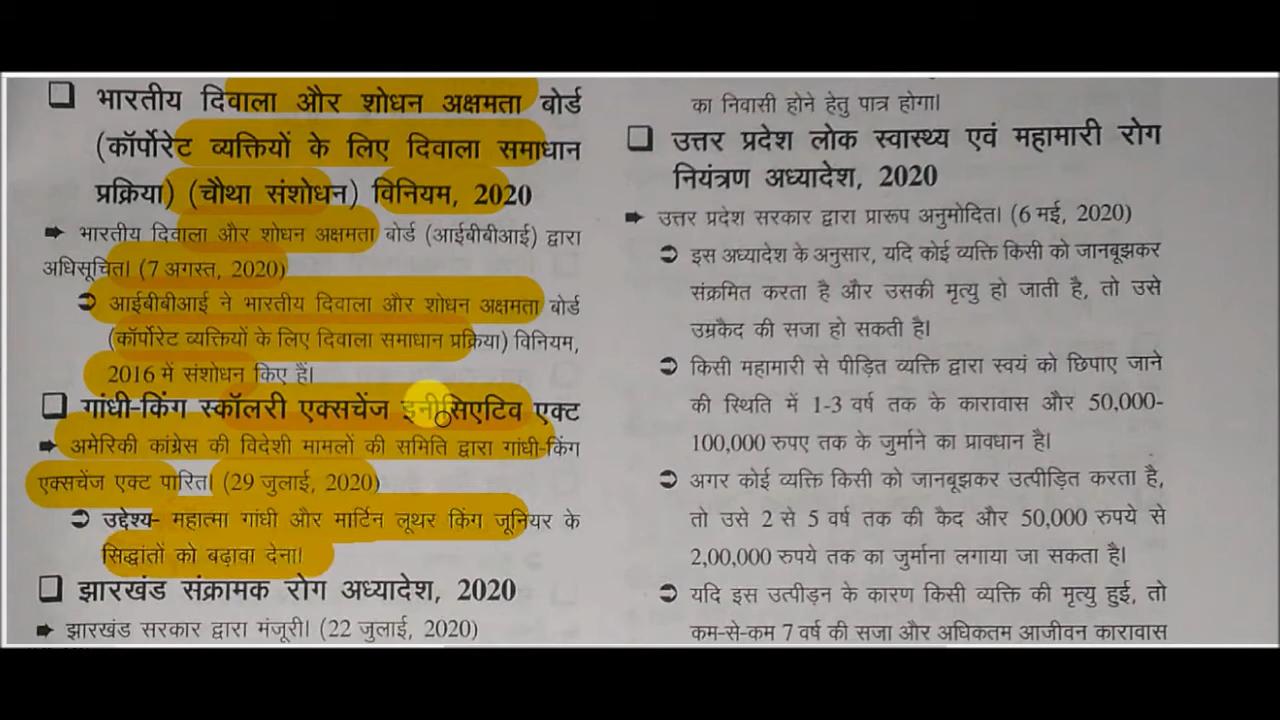 ❑ भारतीय दिवाला और शोधन अक्षमता बोर्ड
(कॉर्पोरेट व्यक्तियों के लिए दिवाला समाधान
प्रक्रिया) (चौथा संशोधन) विनियम, 2020
➨ भारतीय दिवाला और शोधन अक्षमता बोर्ड (आईबीबीआई) द्वारा
अधिसूचित। (7 अगस्त, 2020)
➲ आईबीबीआई ने भारतीय दिवाला और शोधन अक्षमता बोर्ड
(कॉर्पोरेट व्यक्तियों के लिए दिवाला समाधान प्रक्रिया) विनियम,
2016 में संशोधन किए हैं।
❑ गांधी-किंग स्कॉलरी एक्सचेंज इनीसिएटिव एक्ट
➨ अमेरिकी कांग्रेस की विदेशी मामलों की समिति द्वारा गांधी-किंग
एक्सचेंज एक्ट पारित। (29 जुलाई, 2020)
➲ उद्देश्य- महात्मा गांधी और मार्टिन लूथर किंग जूनियर के
सिद्धांतों को बढ़ावा देना।
❑ झारखंड संक्रामक रोग अध्यादेश, 2020
➨ झारखंड सरकार द्वारा मंजूरी। (22 जुलाई, 2020)
का निवासी होने हेतु पात्र होगा।
❑ उत्तर प्रदेश लोक स्वास्थ्य एवं महामारी रोग
नियंत्रण अध्यादेश, 2020
➨ उत्तर प्रदेश सरकार द्वारा प्रारूप अनुमोदित। (6 मई, 2020)
➲ इस अध्यादेश के अनुसार, यदि कोई व्यक्ति किसी को जानबूझकर
संक्रमित करता है और उसकी मृत्यु हो जाती है, तो उसे
उम्रकैद की सजा हो सकती है।
➲ किसी महामारी से पीड़ित व्यक्ति द्वारा स्वयं को छिपाए जाने
की स्थिति में 1-3 वर्ष तक के कारावास और 50,000-
100,000 रुपए तक के जुर्माने का प्रावधान है।
➲ अगर कोई व्यक्ति किसी को जानबूझकर उत्पीड़ित करता है,
तो उसे 2 से 5 वर्ष तक की कैद और 50,000 रुपये से
2,00,000 रुपये तक का जुर्माना लगाया जा सकता है।
➲ यदि इस उत्पीड़न के कारण किसी व्यक्ति की मृत्यु हुई, तो
कम-से-कम 7 वर्ष की सजा और अधिकतम आजीवन कारावास